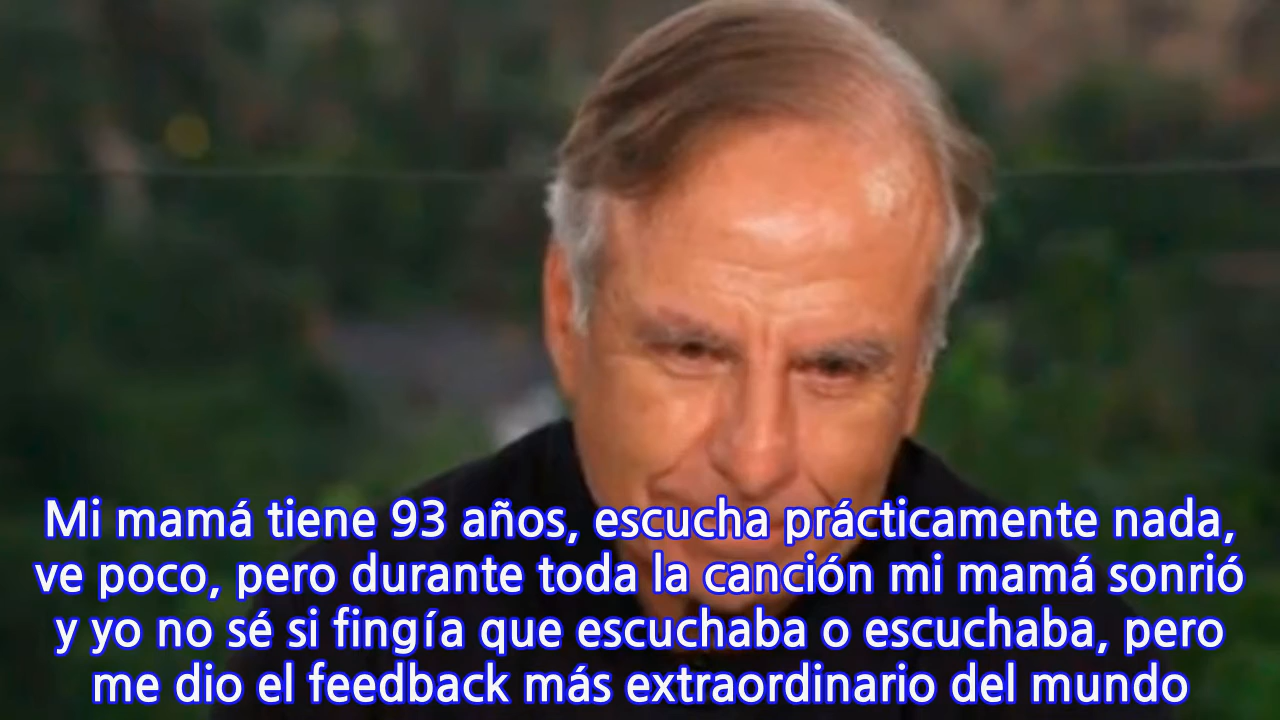 Mi mamá tiene 93 años, escucha prácticamente nada,
ve poco, pero durante toda la canción mi mamá sonrió
y yo no sé si fingía que escuchaba o escuchaba, pero
me dio el feedback más extraordinario del mundo